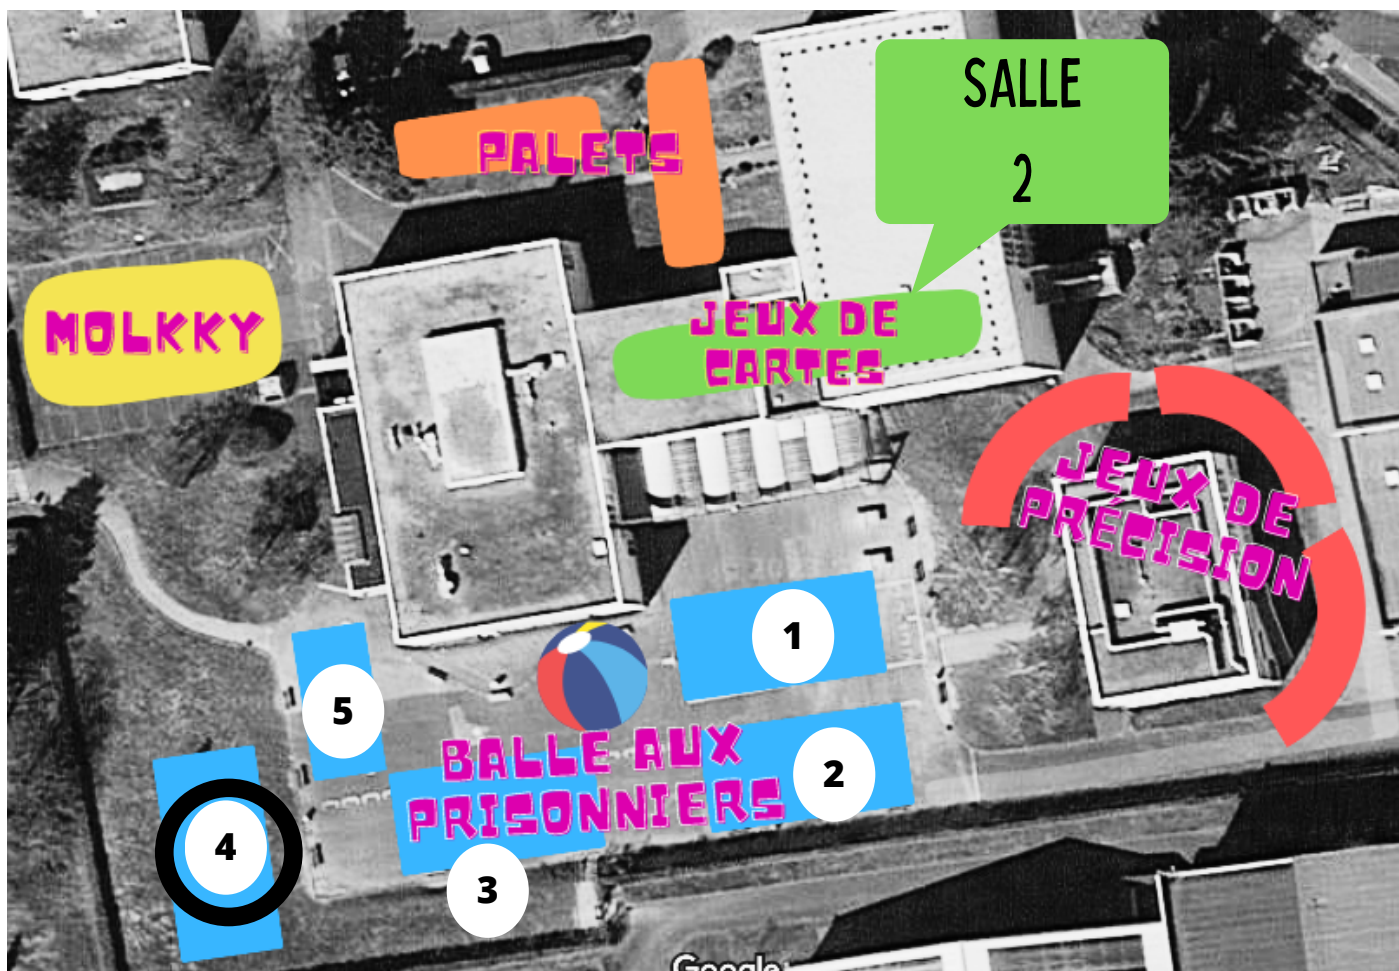 SALLE
2
PALETS
MOLKKY
JEUX DE
CARTES
JEUX DE
PRÉCISION
1
5
BALLE AUX
PRISONNIERS
2
4
3
Google